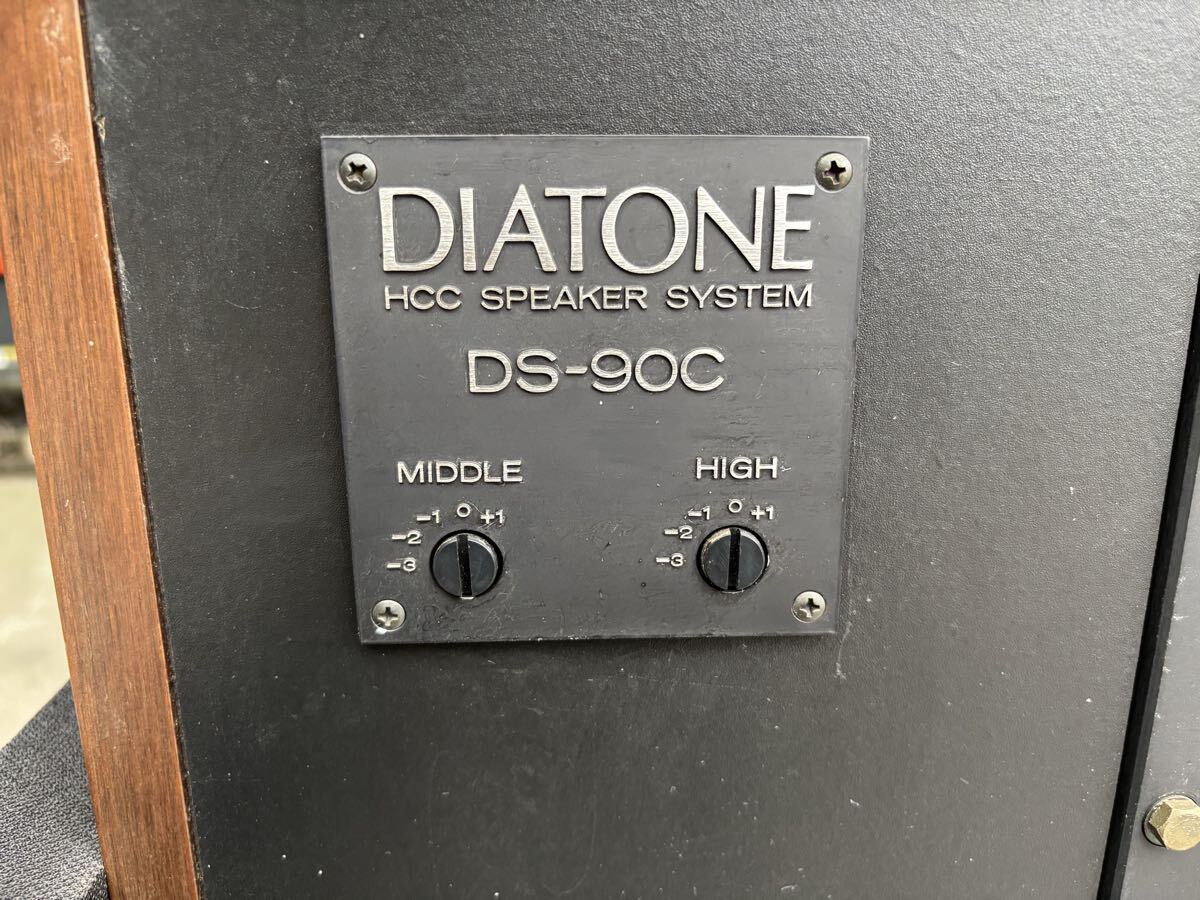 DIATONE
HCC SPEAKER SYSTEM
DS-90C
MIDDLE HIGH
-1 0 +1 -1 0 +1
-2 -2
-3 -3